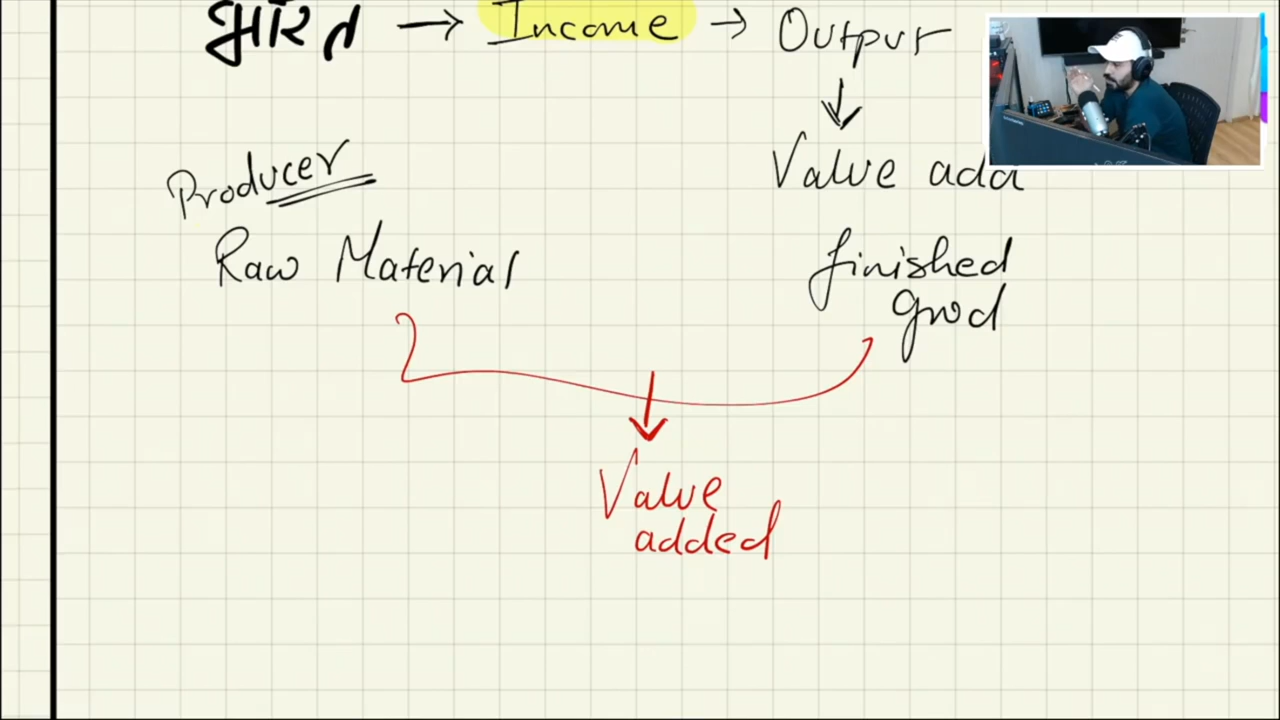 भारत → Income → Output
↓
Value add
Producer
Raw Material
finished
good
Value
added